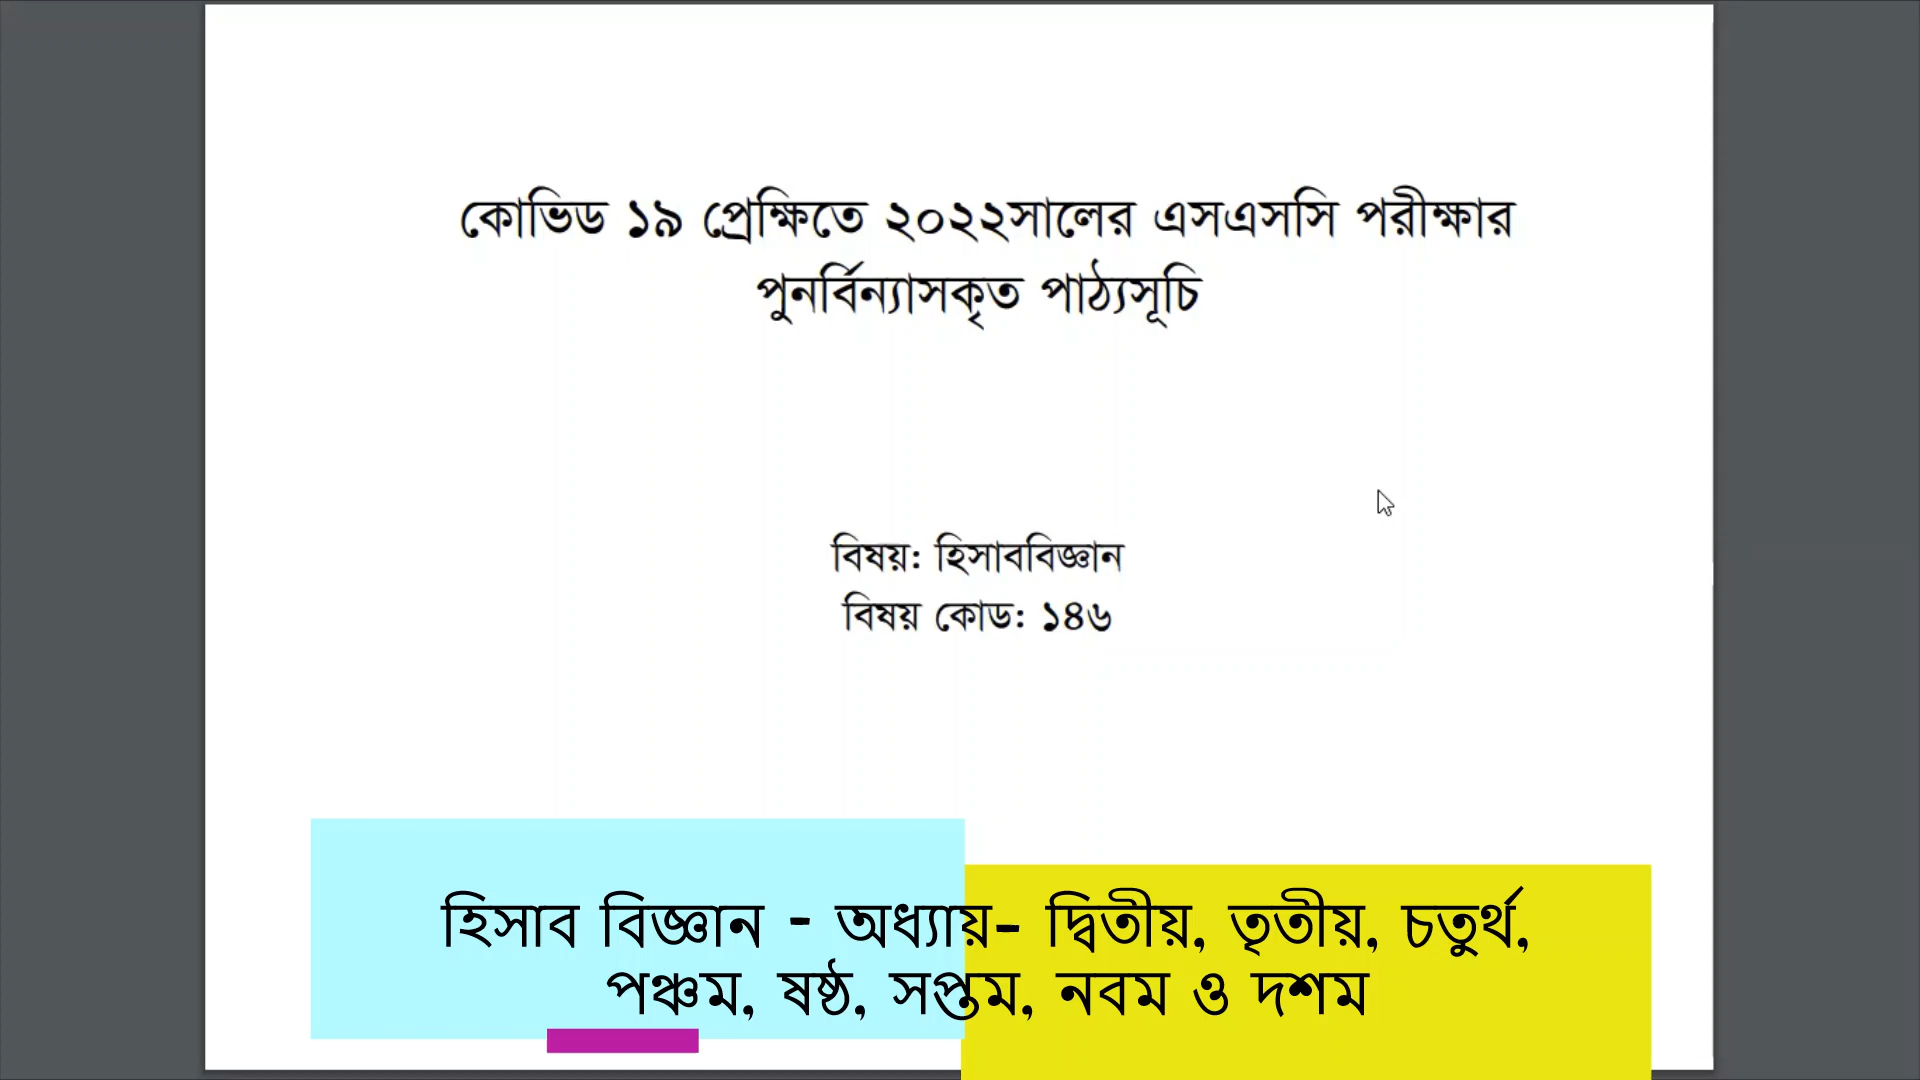 কোভিড ১৯ প্রেক্ষিতে ২০২২সালের এসএসসি পরীক্ষার
পুনর্বিন্যাসকৃত পাঠ্যসূচি
বিষয়: হিসাববিজ্ঞান
বিষয় কোড: ১৪৬
হিসাব বিজ্ঞান - অধ্যায়- দ্বিতীয়, তৃতীয়, চতুর্থ,
পঞ্চম, ষষ্ঠ, সপ্তম, নবম ও দশম